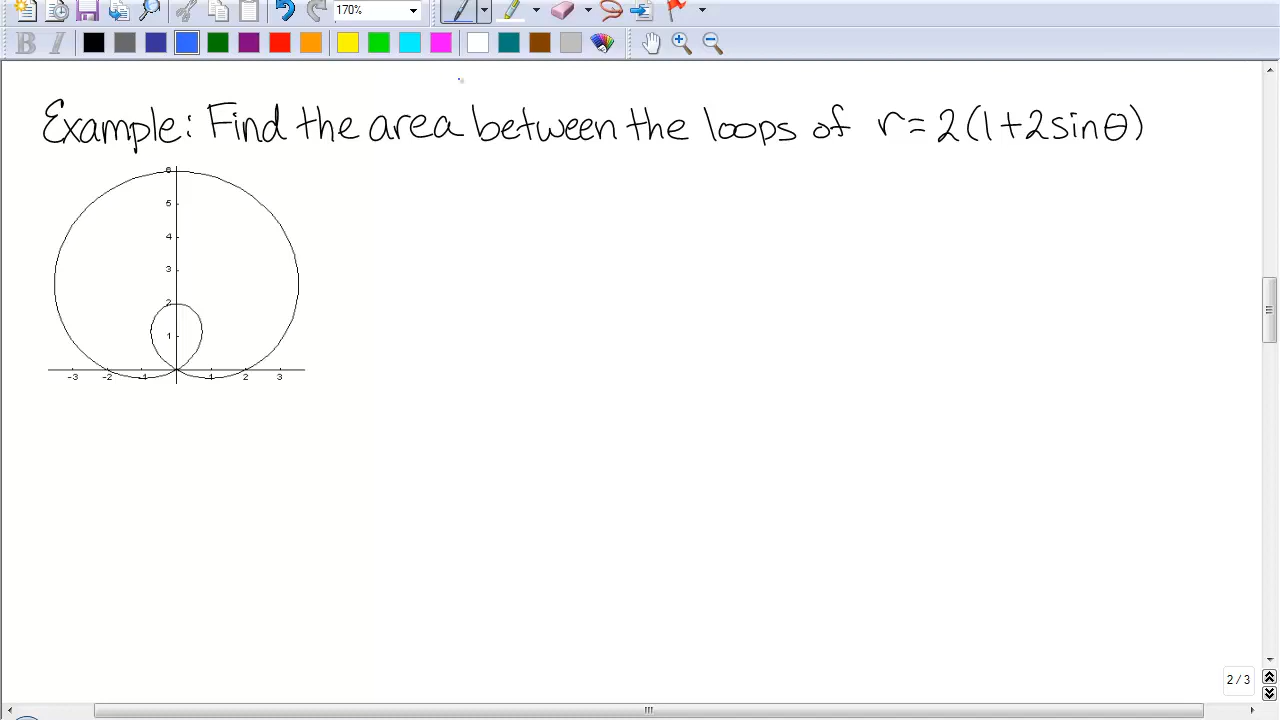 170%
B I
Example: Find the area between the loops of r=2(1+2sinθ)
6
5
4
3
2
1
-3 -2 -1 1 2 3
2 / 3